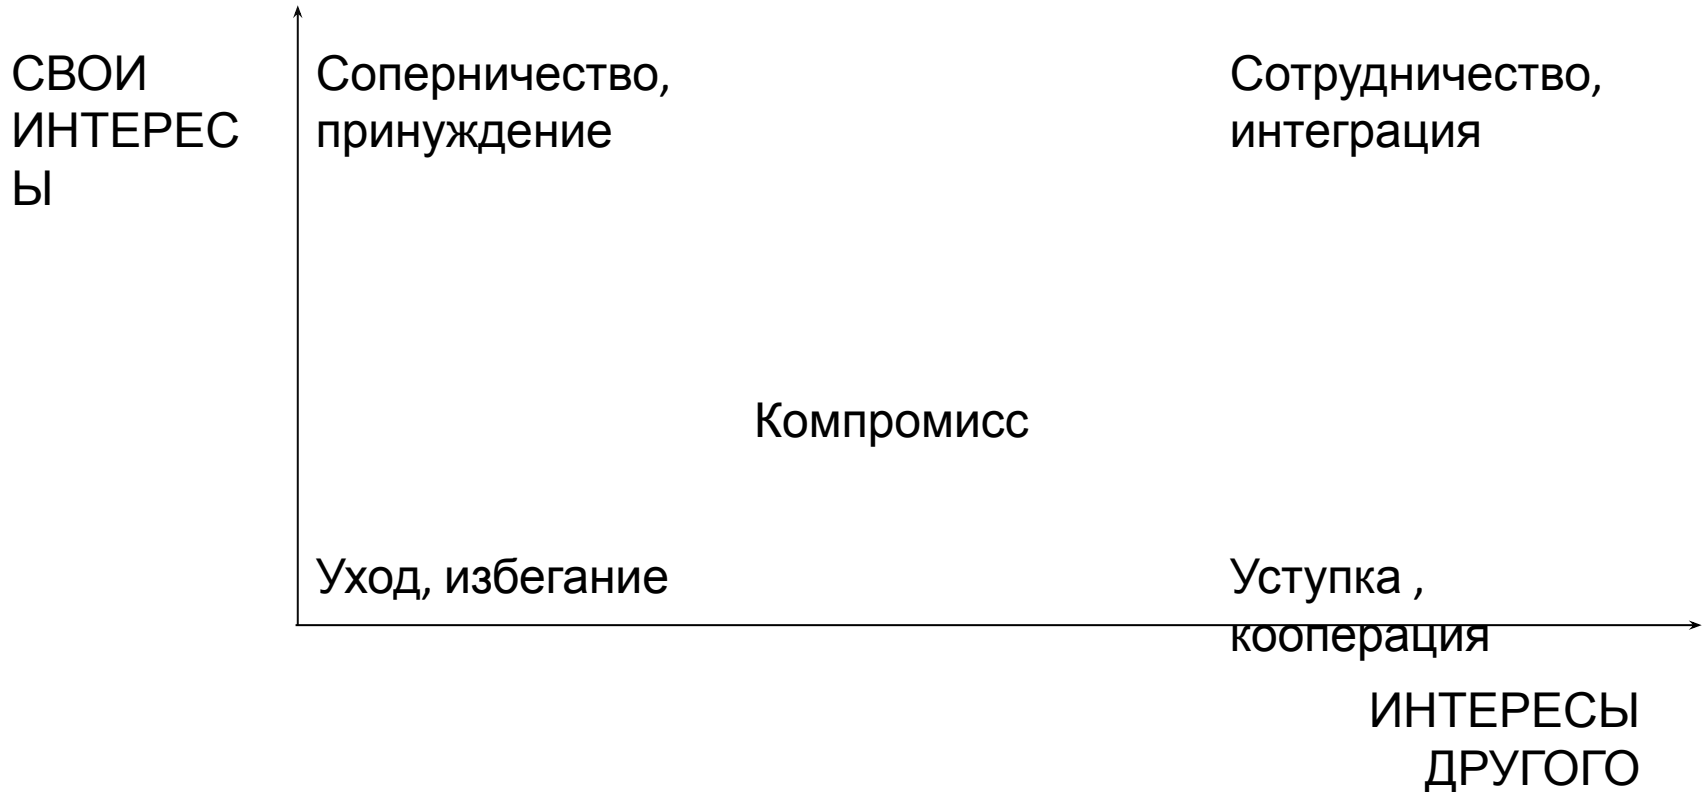 СВОИ
ИНТЕРЕС
Ы
Соперничество,
принуждение
Сотрудничество,
интеграция
Компромисс
Уход, избегание
Уступка ,
кооперация
ИНТЕРЕСЫ
ДРУГОГО